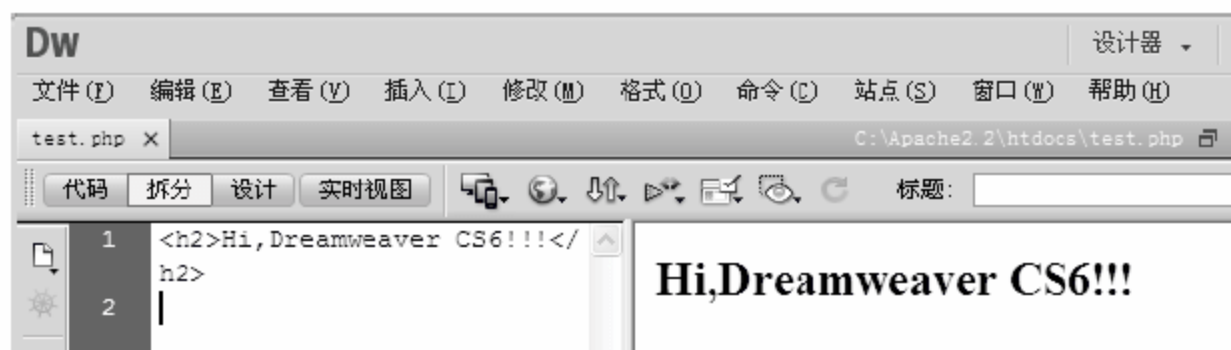 Dw
设计器
文件(F) 编辑(E) 查看(V) 插入(I) 修改(M) 格式(O) 命令(C) 站点(S) 窗口(W) 帮助(H)
test.php × C:\Apache2.2\htdocs\test.php
代码 拆分 设计 实时视图 标题:
1 <h2>Hi,Dreamweaver CS6!!!</
h2>
2
Hi,Dreamweaver CS6!!!